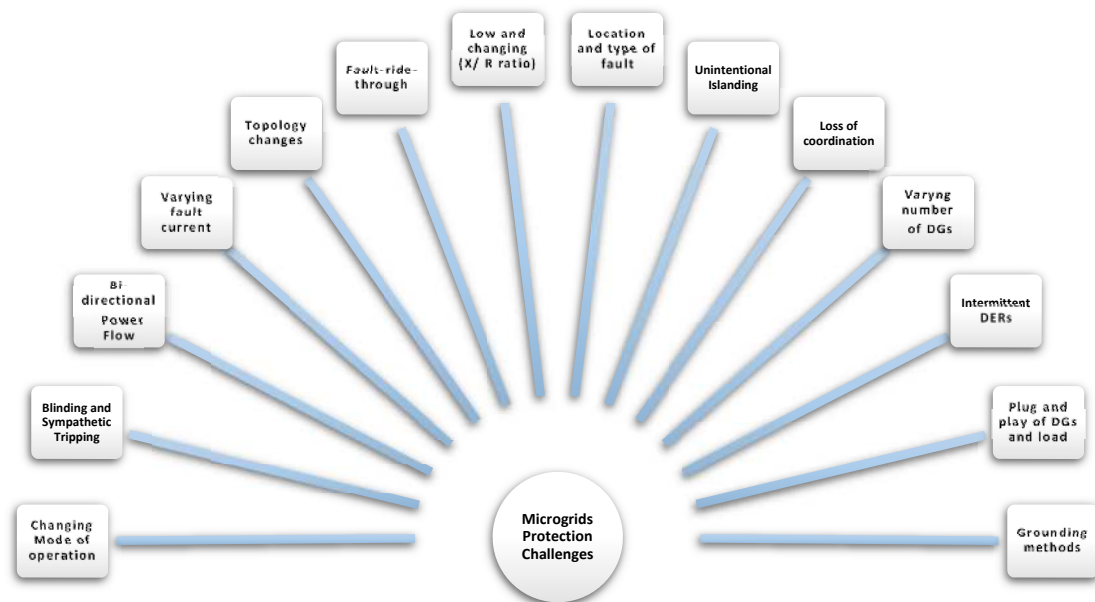 Low and
changing
(X/ R ratio)
Location
and type of
fault
Fault-ride-
through
Unintentional
Islanding
Topology
changes
Loss of
coordination
Varying
fault
current
Varyng
number
of DGs
Bi-
directional
Power
Flow
Intermittent
DERs
Blinding and
Sympathetic
Tripping
Plug and
play of DGs
and load
Changing
Mode of
operation
Microgrids
Protection
Challenges
Grounding
methods